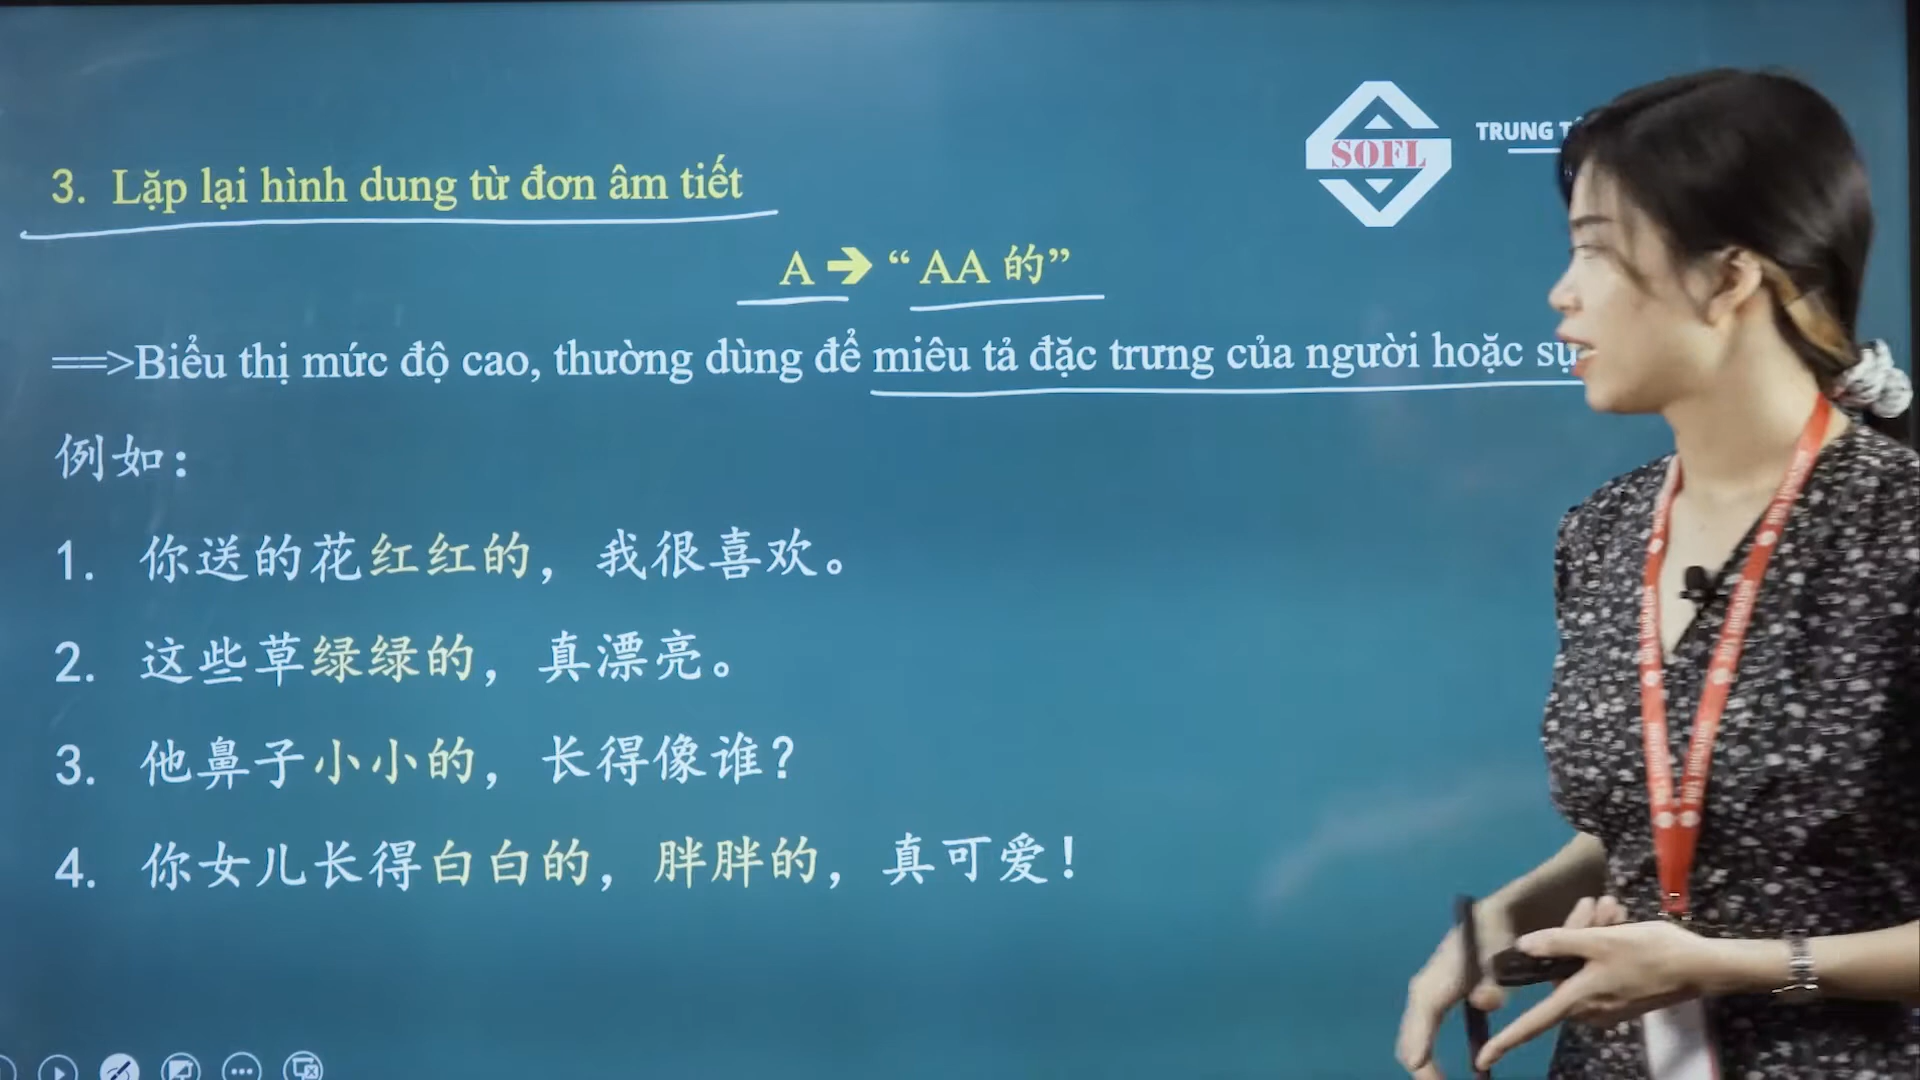 SOFL
TRUNG
3. Lặp lại hình dung từ đơn âm tiết
A ➔ “AA 的”
==>Biểu thị mức độ cao, thường dùng để miêu tả đặc trưng của người hoặc
例如：
1. 你送的花红红的，我很喜欢。
2. 这些草绿绿的，真漂亮。
3. 他鼻子小小的，长得像谁？
4. 你女儿长得白白的，胖胖的，真可爱！